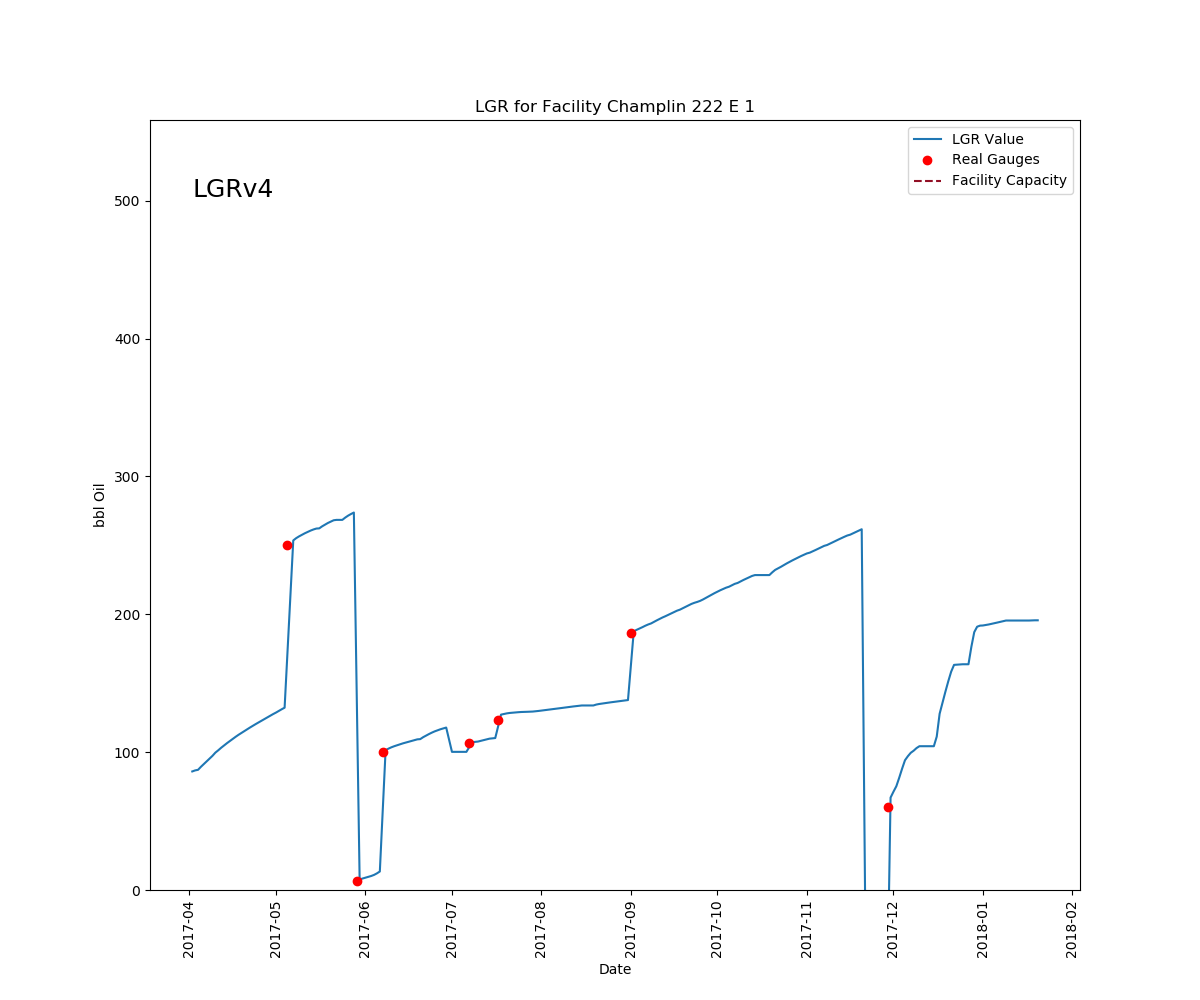 LGR for Facility Champlin 222 E 1
LGR Value
Real Gauges
Facility Capacity
LGRv4
500
400
300
200
100
0
bbl Oil
2017-04
2017-05
2017-06
2017-07
2017-08
2017-09
2017-10
2017-11
2017-12
2018-01
2018-02
Date